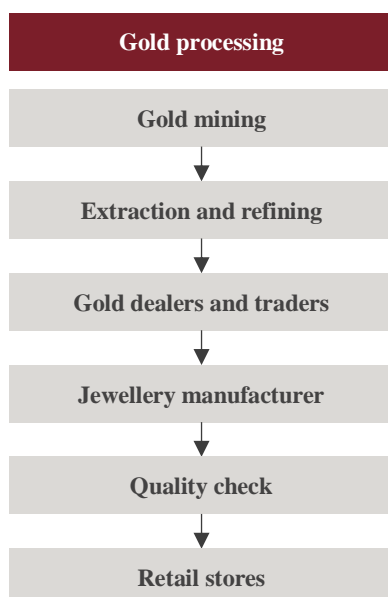 Gold processing
Gold mining
Extraction and refining
Gold dealers and traders
Jewellery manufacturer
Quality check
Retail stores